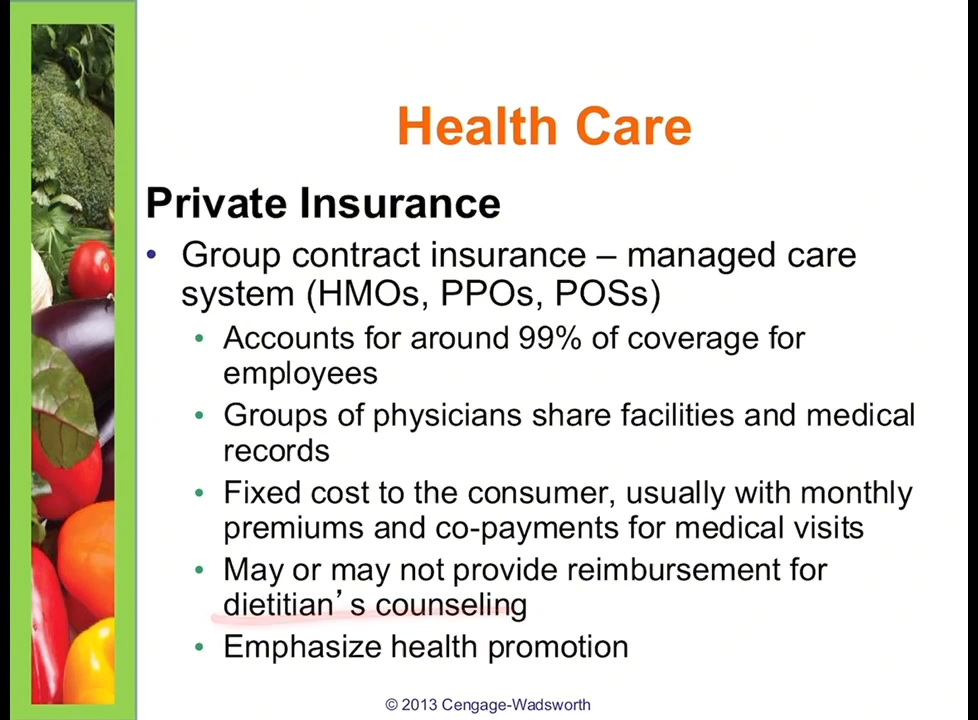 Health Care
Private Insurance
• Group contract insurance – managed care
system (HMOs, PPOs, POSs)
• Accounts for around 99% of coverage for
employees
• Groups of physicians share facilities and medical
records
• Fixed cost to the consumer, usually with monthly
premiums and co-payments for medical visits
• May or may not provide reimbursement for
dietitian’s counseling
• Emphasize health promotion
© 2013 Cengage-Wadsworth